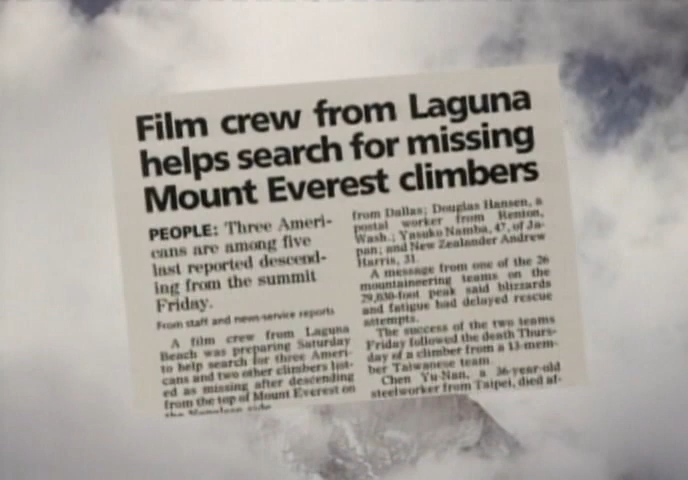 Film crew from Laguna
helps search for missing
Mount Everest climbers
PEOPLE: Three Ameri-
cans are among five
last reported descend-
ing from the summit
Friday.
From staff and news-service reports
A film crew from Laguna
Beach was preparing Saturday
to help search for three Ameri-
cans and two other climbers list-
ed as missing after descending
from the top of Mount Everest on
the Nepalese side
from Dallas; Douglas Hansen, a
postal worker from Renton,
Wash.; Yasuko Namba, 47, of Ja-
pan; and New Zealander Andrew
Harris, 31.
A message from one of the 26
mountaineering teams on the
29,030-foot peak said blizzards
and fatigue had delayed rescue
attempts.
The success of the two teams
Friday followed the death Thurs-
day of a climber from a 13-mem-
ber Taiwanese team.
Chen Yu-Nan, a 36-year-old
steelworker from Taipei, died af-